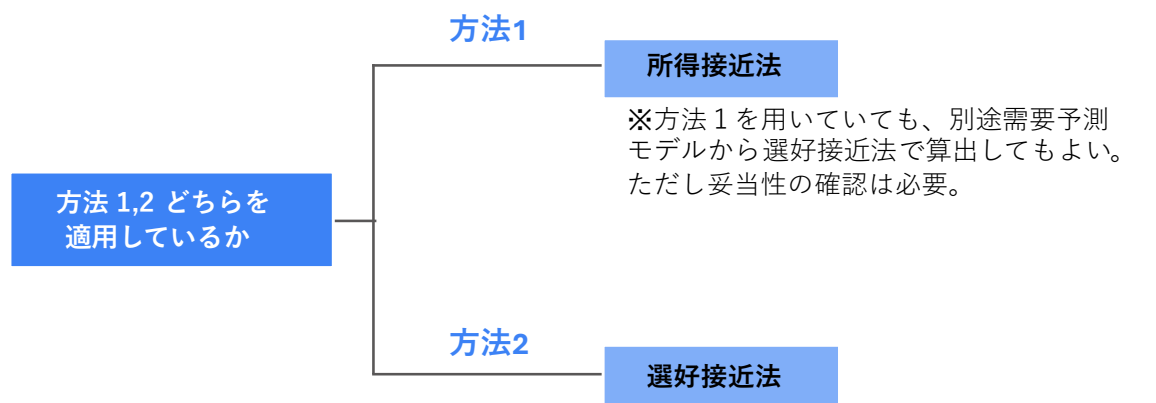 方法1
所得接近法
※方法１を用いていても、別途需要予測
モデルから選好接近法で算出してもよい。
ただし妥当性の確認は必要。
方法 1,2 どちらを
適用しているか
方法2
選好接近法